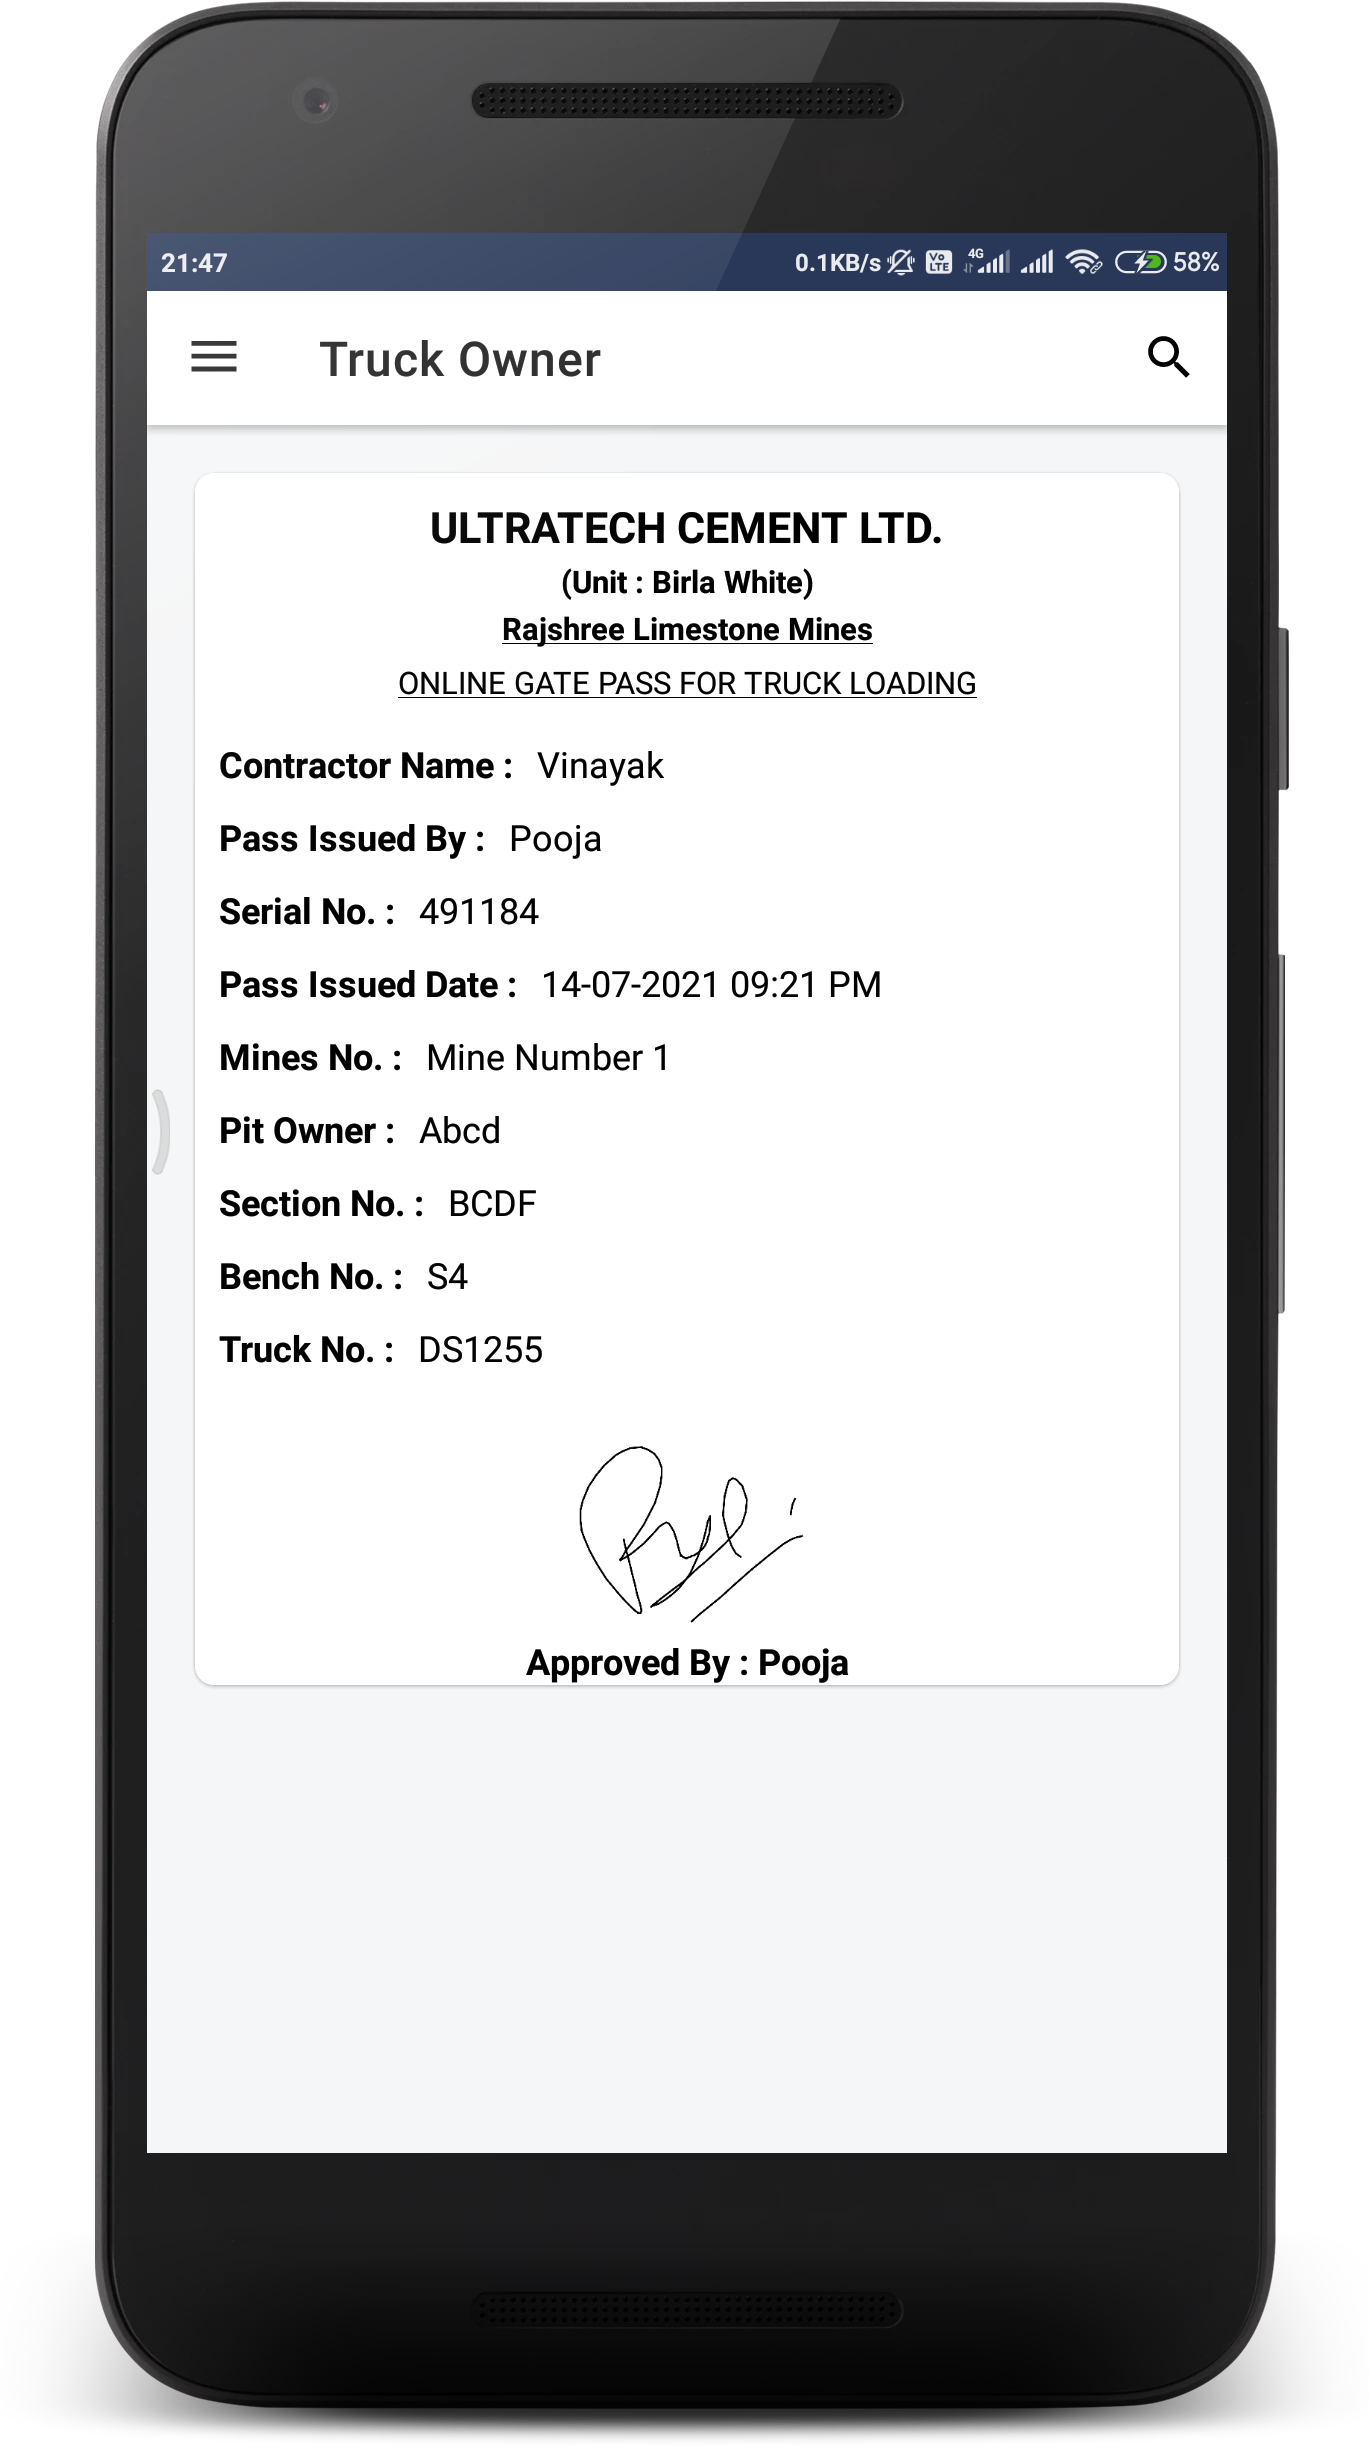 21:47 0.1KB/s Vo LTE 4G 58%
Truck Owner
ULTRATECH CEMENT LTD.
(Unit : Birla White)
Rajshree Limestone Mines
ONLINE GATE PASS FOR TRUCK LOADING
Contractor Name : Vinayak
Pass Issued By : Pooja
Serial No. : 491184
Pass Issued Date : 14-07-2021 09:21 PM
Mines No. : Mine Number 1
Pit Owner : Abcd
Section No. : BCDF
Bench No. : S4
Truck No. : DS1255
Approved By : Pooja